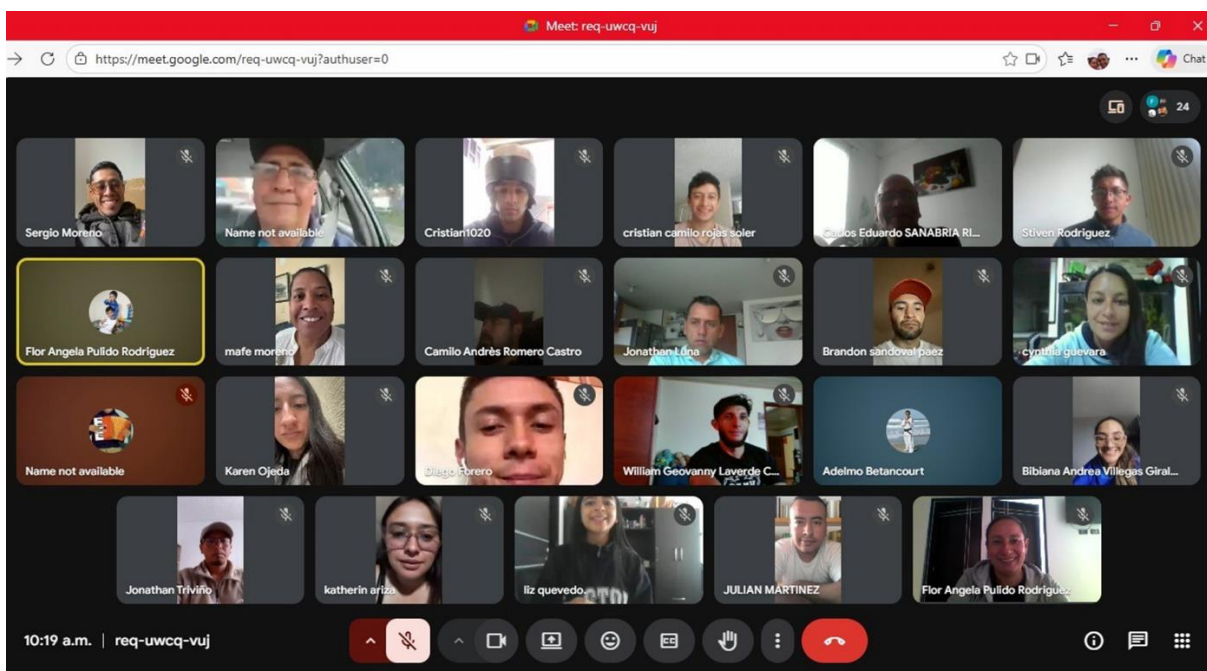 Meet: req-uwcq-vuj
https://meet.google.com/req-uwcq-vuj?authuser=0
Chat
24
Sergio Moreno
Name not available
Cristian1020
cristian camilo rojas soler
Carlos Eduardo SANABRIA RI...
Stiven Rodriguez
Flor Angela Pulido Rodriguez
mafe moreno
Camilo Andrès Romero Castro
Jonathan Luna
Brandon sandoval paez
cynthia guevara
Name not available
Karen Ojeda
Diego Forero
William Geovanny Laverde C...
Adelmo Betancourt
Bibiana Andrea Villegas Giral...
Jonathan Triviño
katherin ariza
liz quevedo.
JULIAN MARTINEZ
Flor Angela Pulido Rodriguez
10:19 a.m. | req-uwcq-vuj